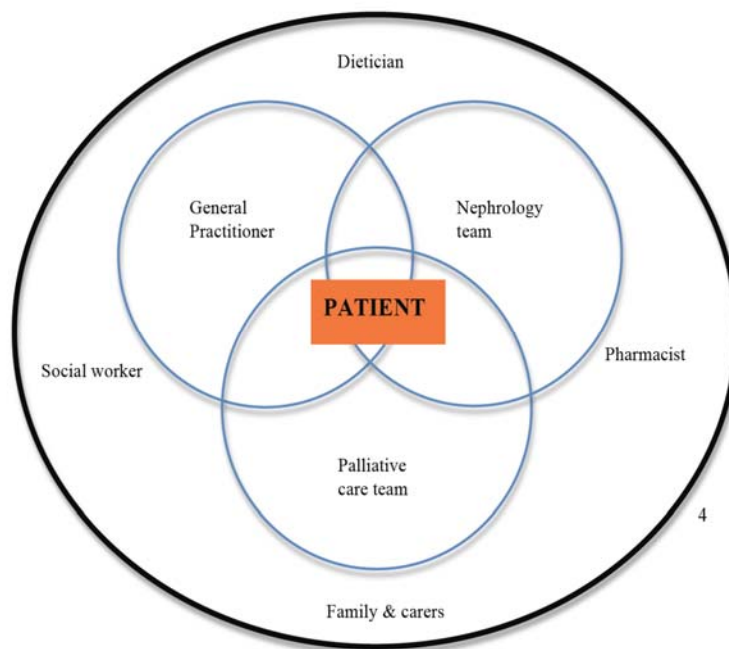 Dietician
General
Practitioner
Nephrology
team
PATIENT
Social worker
Pharmacist
Palliative
care team
4
Family & carers